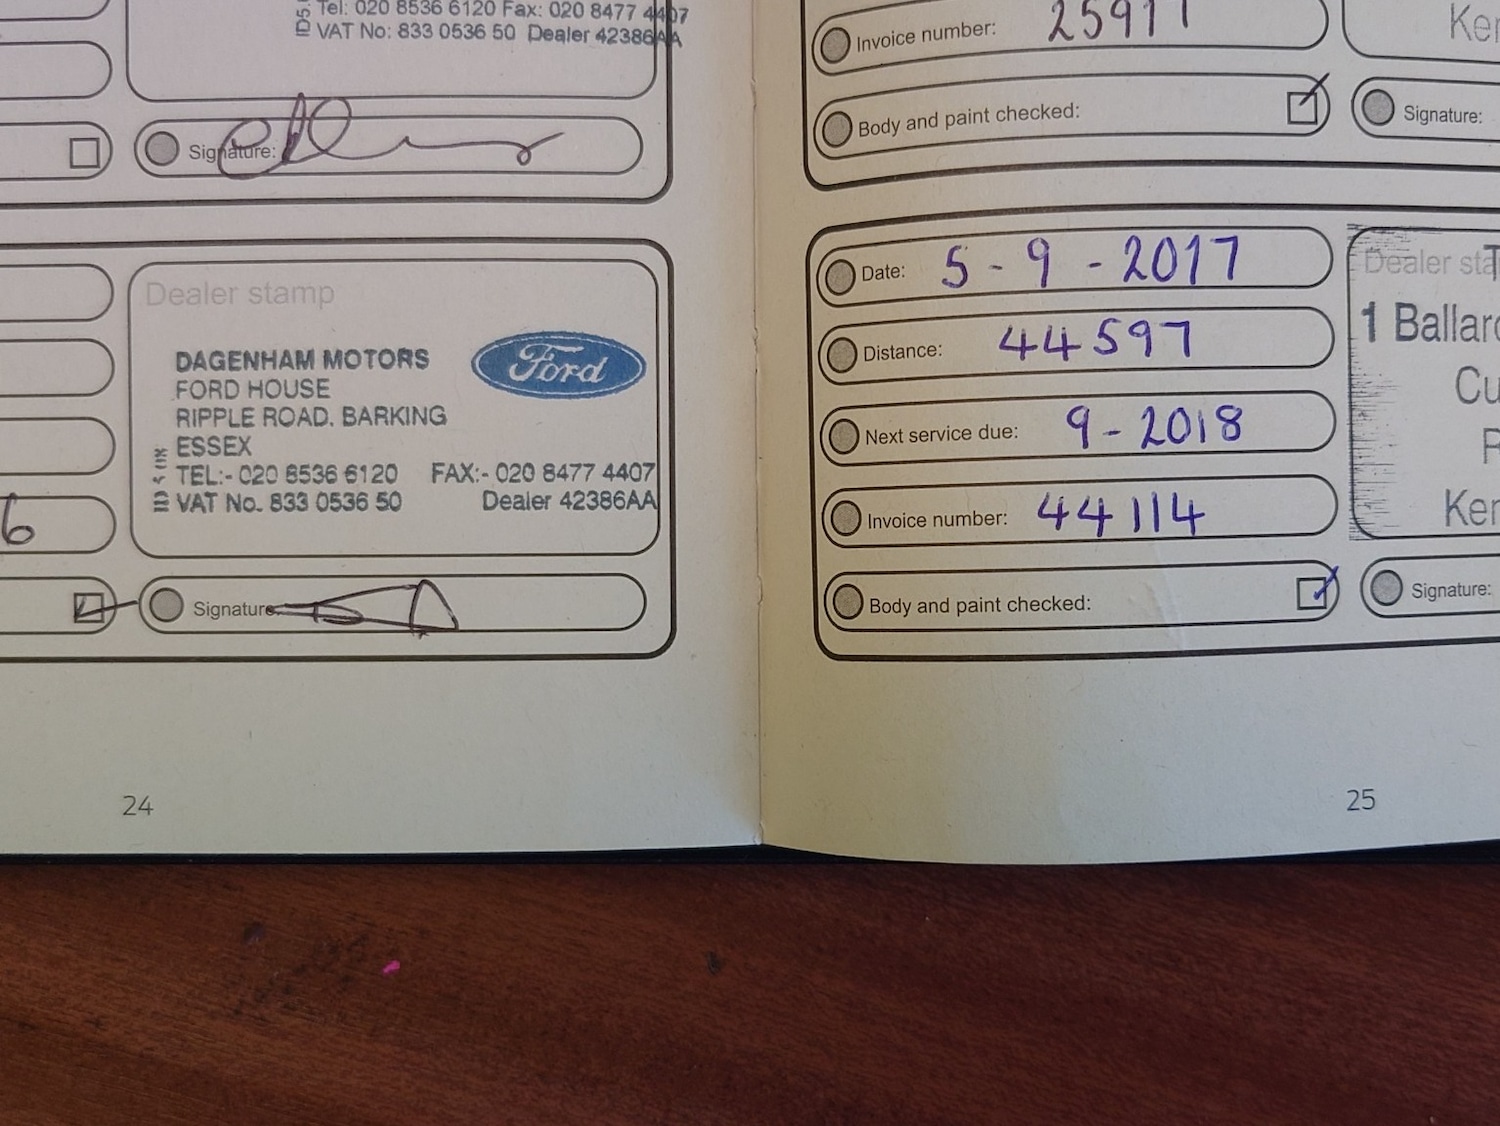 Tel: 020 8536 6120 Fax: 020 8477 4407
VAT No: 833 0536 50 Dealer 42386AA
Signature:
Dealer stamp
DAGENHAM MOTORS
FORD HOUSE
RIPPLE ROAD. BARKING
ESSEX
TEL:- 020 8536 6120 FAX:- 020 8477 4407
VAT No. 833 0536 50 Dealer 42386AA
Ford
6
Signature:
24
Invoice number: 25911
Body and paint checked:
Signature:
Date: 5-9-2017
Distance: 44597
Next service due: 9-2018
Invoice number: 44114
Body and paint checked:
Dealer sta
1 Ballard
Cu
Ker
Signature:
25